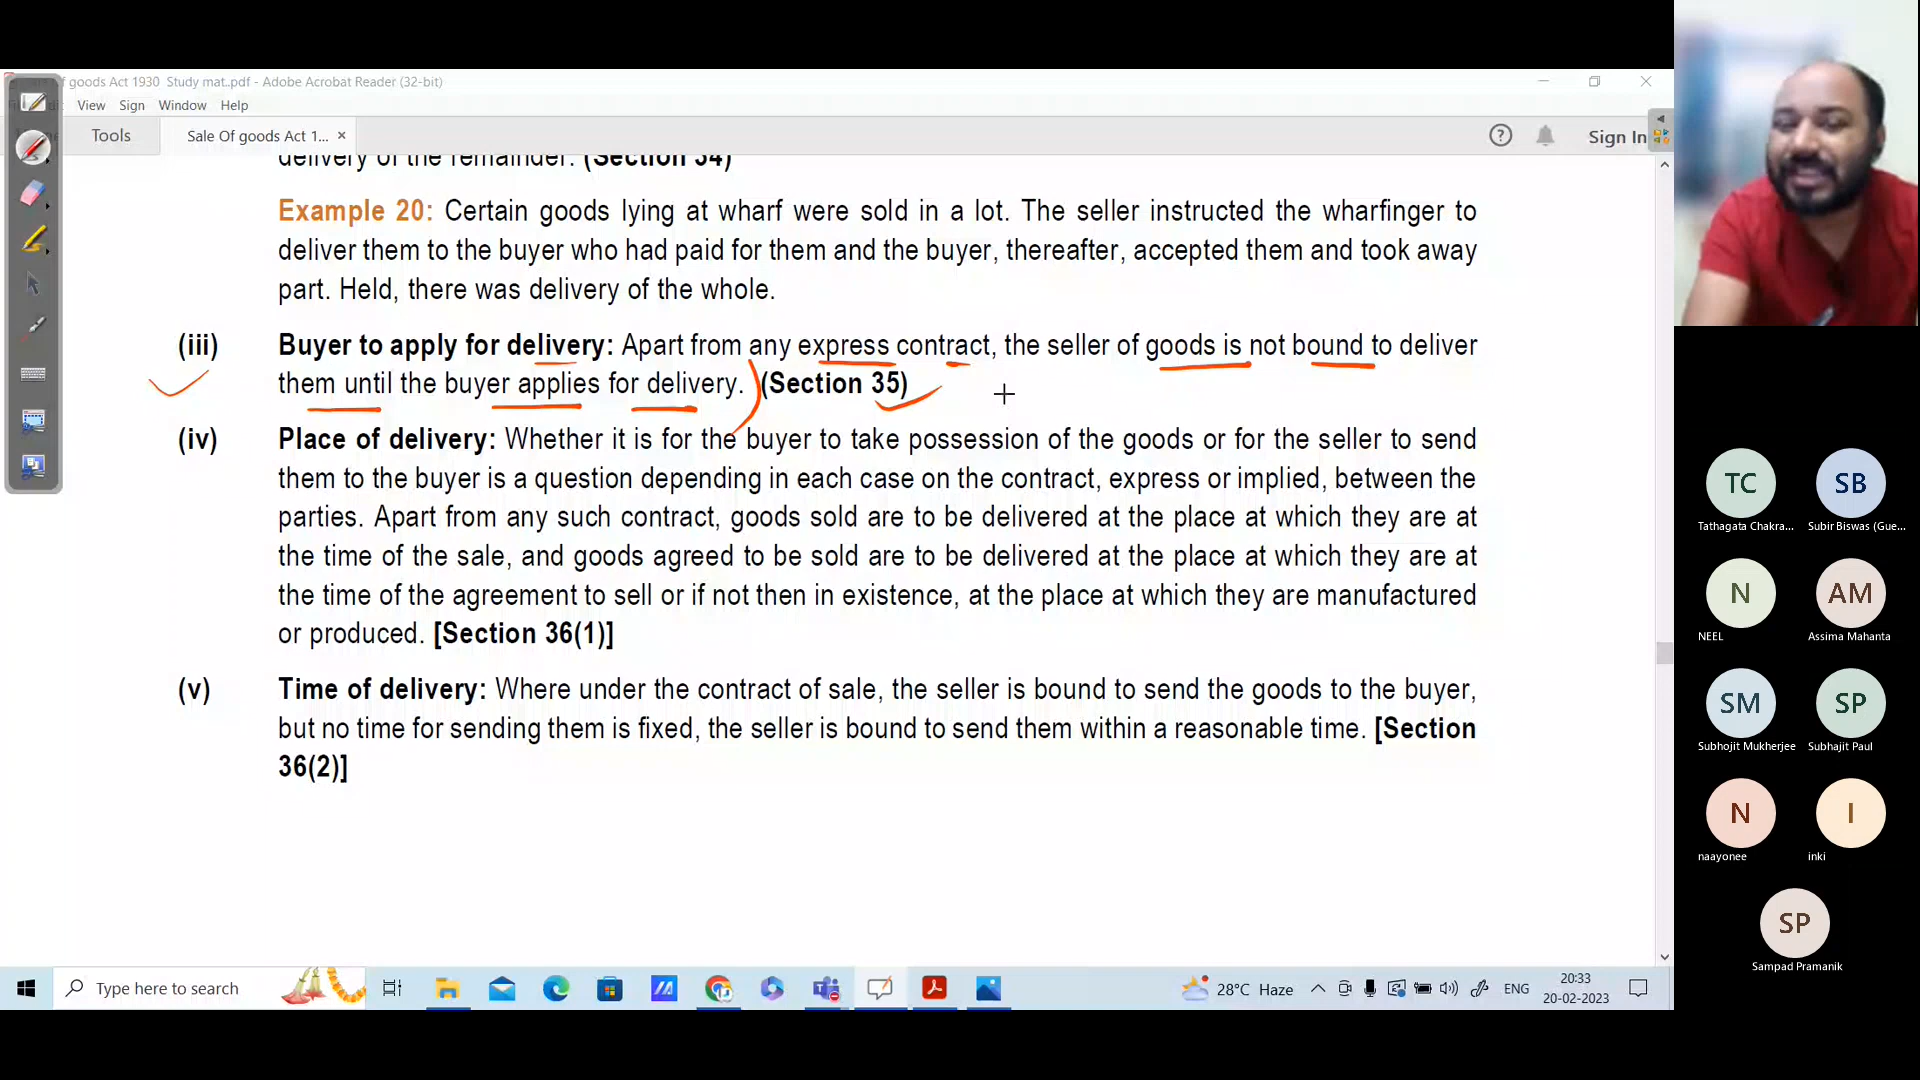 of goods Act 1930 Study mat..pdf - Adobe Acrobat Reader (32-bit)
View Sign Window Help
Tools Sale Of goods Act 1... × Sign In
delivery of the remainder. (Section 34)
Example 20: Certain goods lying at wharf were sold in a lot. The seller instructed the wharfinger to
deliver them to the buyer who had paid for them and the buyer, thereafter, accepted them and took away
part. Held, there was delivery of the whole.
(iii) Buyer to apply for delivery: Apart from any express contract, the seller of goods is not bound to deliver
them until the buyer applies for delivery. (Section 35)
(iv) Place of delivery: Whether it is for the buyer to take possession of the goods or for the seller to send
them to the buyer is a question depending in each case on the contract, express or implied, between the
parties. Apart from any such contract, goods sold are to be delivered at the place at which they are at
the time of the sale, and goods agreed to be sold are to be delivered at the place at which they are at
the time of the agreement to sell or if not then in existence, at the place at which they are manufactured
or produced. [Section 36(1)]
(v) Time of delivery: Where under the contract of sale, the seller is bound to send the goods to the buyer,
but no time for sending them is fixed, the seller is bound to send them within a reasonable time. [Section
36(2)]
TC SB
Tathagata Chakra... Subir Biswas (Gue...
N AM
NEEL Assima Mahanta
SM SP
Subhojit Mukherjee Subhajit Paul
N I
naayonee inki
SP
Sampad Pramanik
Type here to search 28°C Haze ENG 20:33
20-02-2023